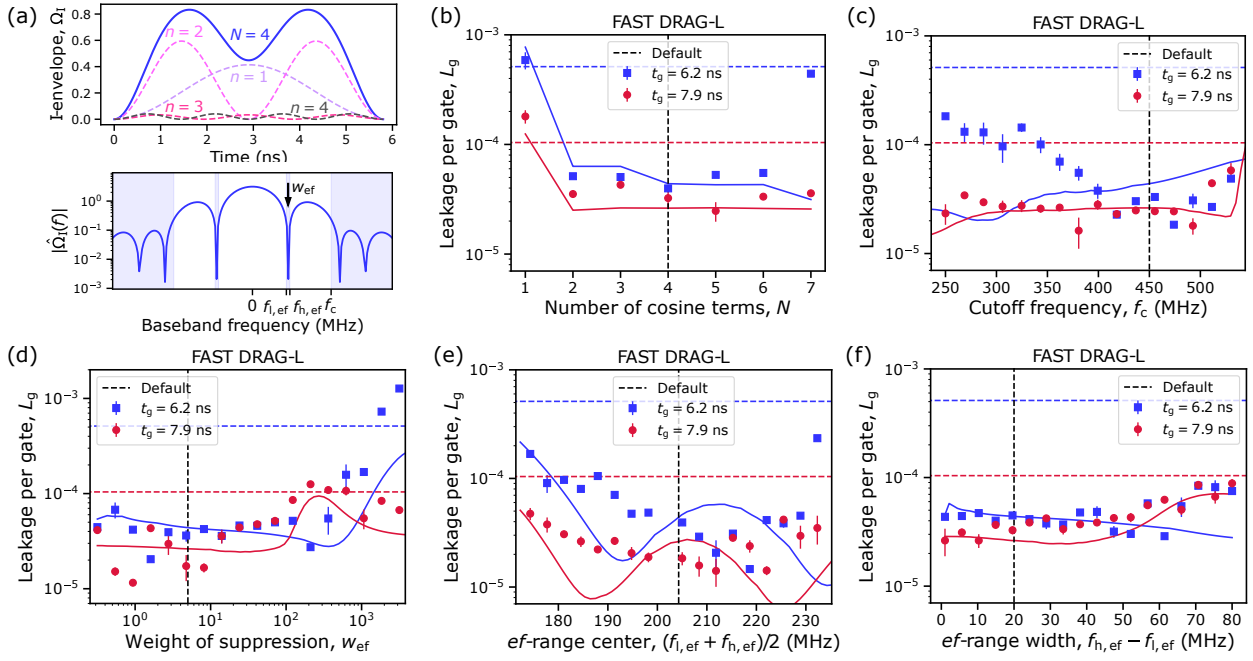 (a)
I-envelope, Ω_I
0.8
0.6
0.4
0.2
0.0
n = 2
N = 4
n = 1
n = 3
n = 4
0 1 2 3 4 5 6
Time (ns)
|Ω̂_I(f)|
10^0
10^−1
10^−2
10^−3
w_ef
0 f_l,ef f_h,ef f_c
Baseband frequency (MHz)
(b)
FAST DRAG-L
Leakage per gate, L_g
10^−3
10^−4
10^−5
Default
t_g = 6.2 ns
t_g = 7.9 ns
1 2 3 4 5 6 7
Number of cosine terms, N
(c)
FAST DRAG-L
Leakage per gate, L_g
10^−3
10^−4
10^−5
Default
t_g = 6.2 ns
t_g = 7.9 ns
250 300 350 400 450 500
Cutoff frequency, f_c (MHz)
(d)
FAST DRAG-L
Leakage per gate, L_g
10^−3
10^−4
10^−5
Default
t_g = 6.2 ns
t_g = 7.9 ns
10^0 10^1 10^2 10^3
Weight of suppression, w_ef
(e)
FAST DRAG-L
Leakage per gate, L_g
10^−3
10^−4
10^−5
Default
t_g = 6.2 ns
t_g = 7.9 ns
180 190 200 210 220 230
ef-range center, (f_l,ef + f_h,ef)/2 (MHz)
(f)
FAST DRAG-L
Leakage per gate, L_g
10^−3
10^−4
10^−5
Default
t_g = 6.2 ns
t_g = 7.9 ns
0 10 20 30 40 50 60 70 80
ef-range width, f_h,ef − f_l,ef (MHz)